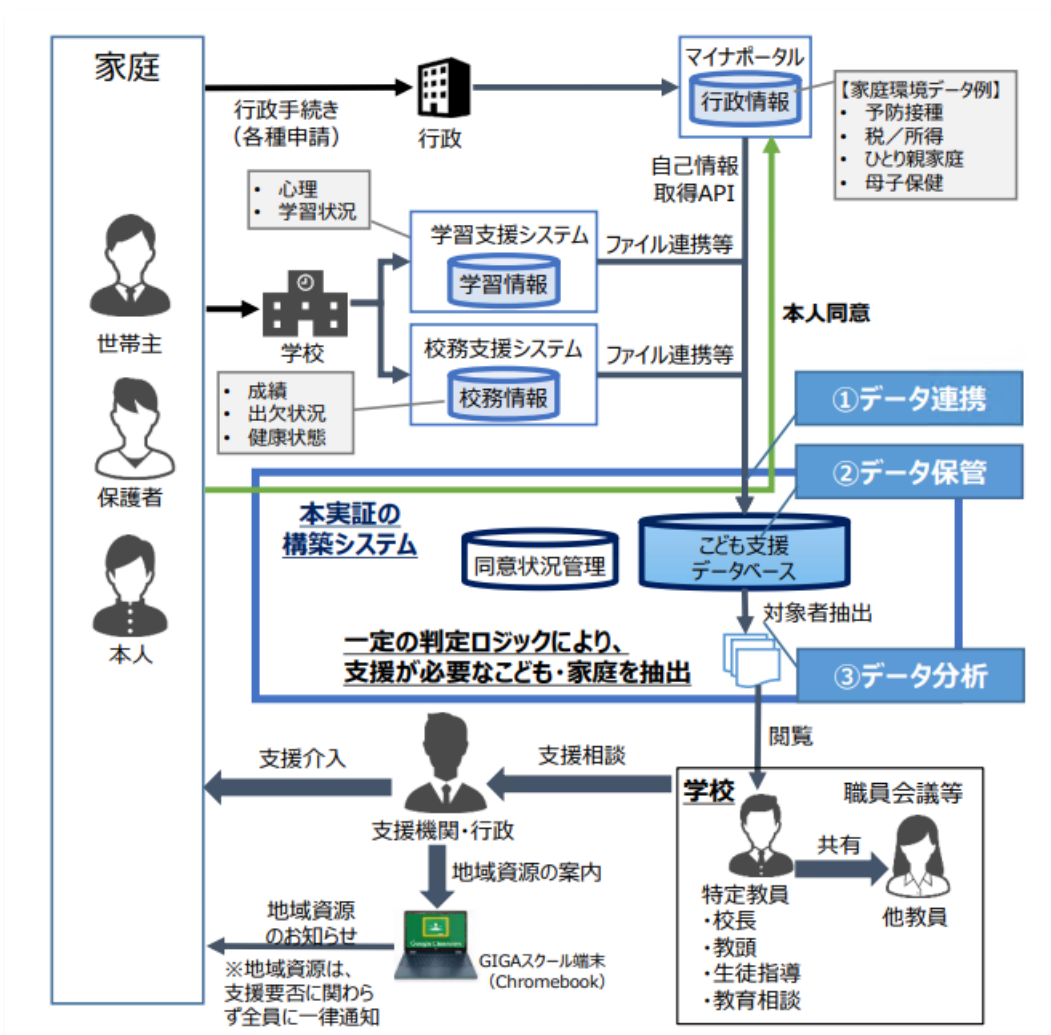 家庭
行政手続き
(各種申請)
行政
マイナポータル
行政情報
【家庭環境データ例】
• 予防接種
• 税／所得
• ひとり親家庭
• 母子保健
自己情報
取得API
• 心理
• 学習状況
学習支援システム
学習情報
ファイル連携等
世帯主
学校
校務支援システム
校務情報
ファイル連携等
本人同意
• 成績
• 出欠状況
• 健康状態
①データ連携
保護者
②データ保管
本実証の
構築システム
同意状況管理
こども支援
データベース
本人
対象者抽出
一定の判定ロジックにより、
支援が必要なこども・家庭を抽出
③データ分析
閲覧
支援介入
支援相談
支援機関・行政
学校
職員会議等
共有
特定教員
・校長
・教頭
・生徒指導
・教育相談
他教員
地域資源の案内
地域資源
のお知らせ
※地域資源は、
支援要否に関わら
ず全員に一律通知
Google Classroom
GIGAスクール端末
(Chromebook)